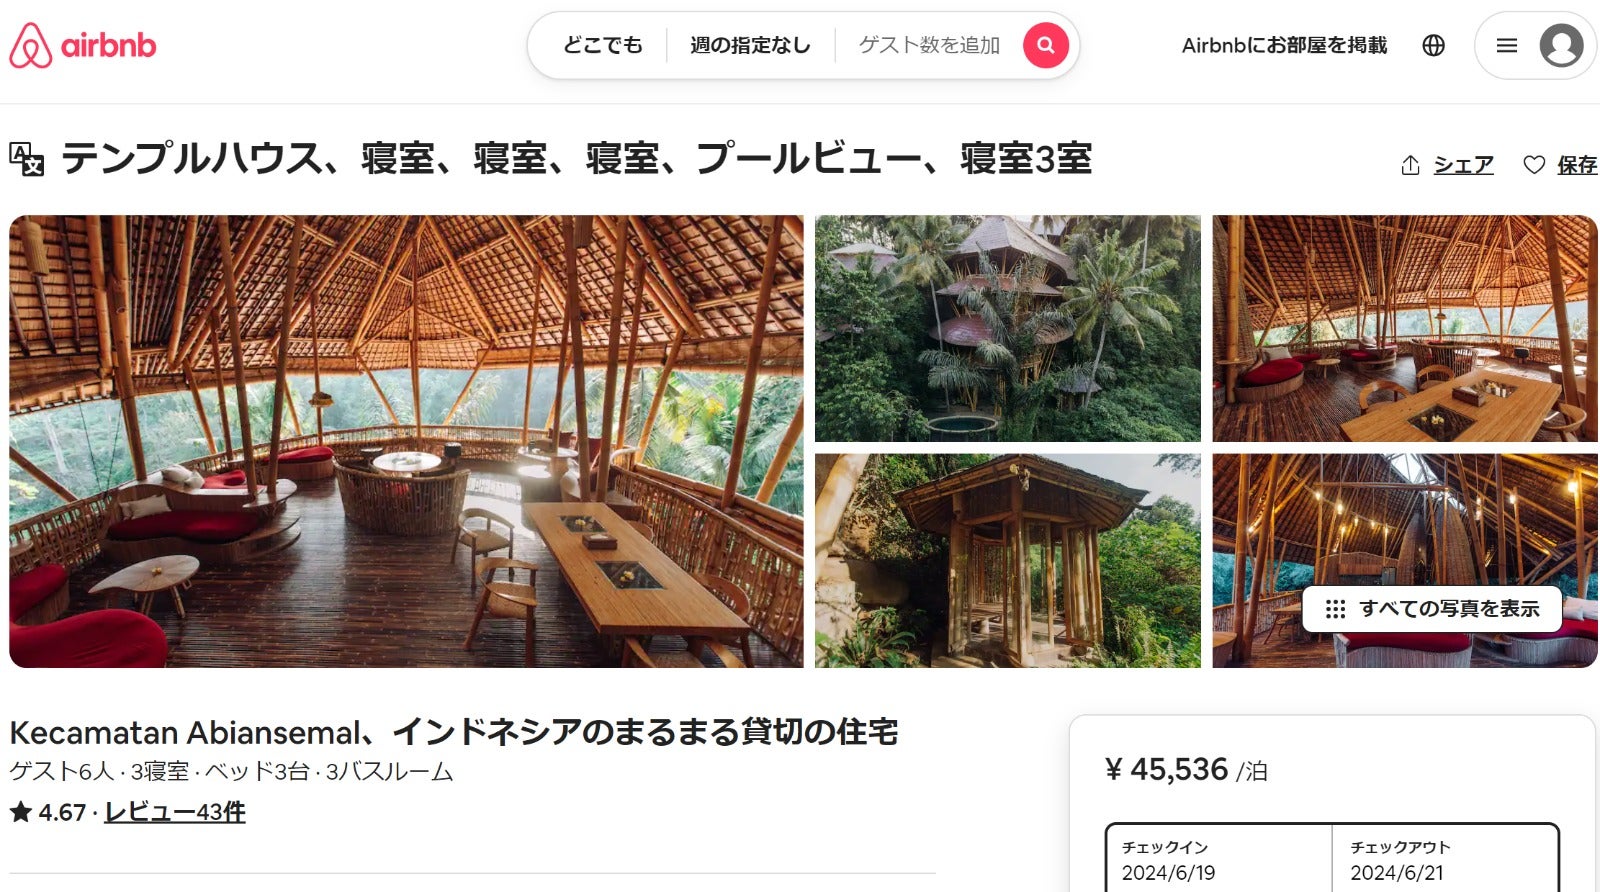 airbnb
どこでも
週の指定なし
ゲスト数を追加
Airbnbにお部屋を掲載
テンプルハウス、寝室、寝室、寝室、プールビュー、寝室3室
シェア
保存
すべての写真を表示
Kecamatan Abiansemal、インドネシアのまるまる貸切の住宅
ゲスト6人 · 3寝室 · ベッド3台 · 3バスルーム
★ 4.67 · レビュー43件
¥ 45,536 /泊
チェックイン
2024/6/19
チェックアウト
2024/6/21